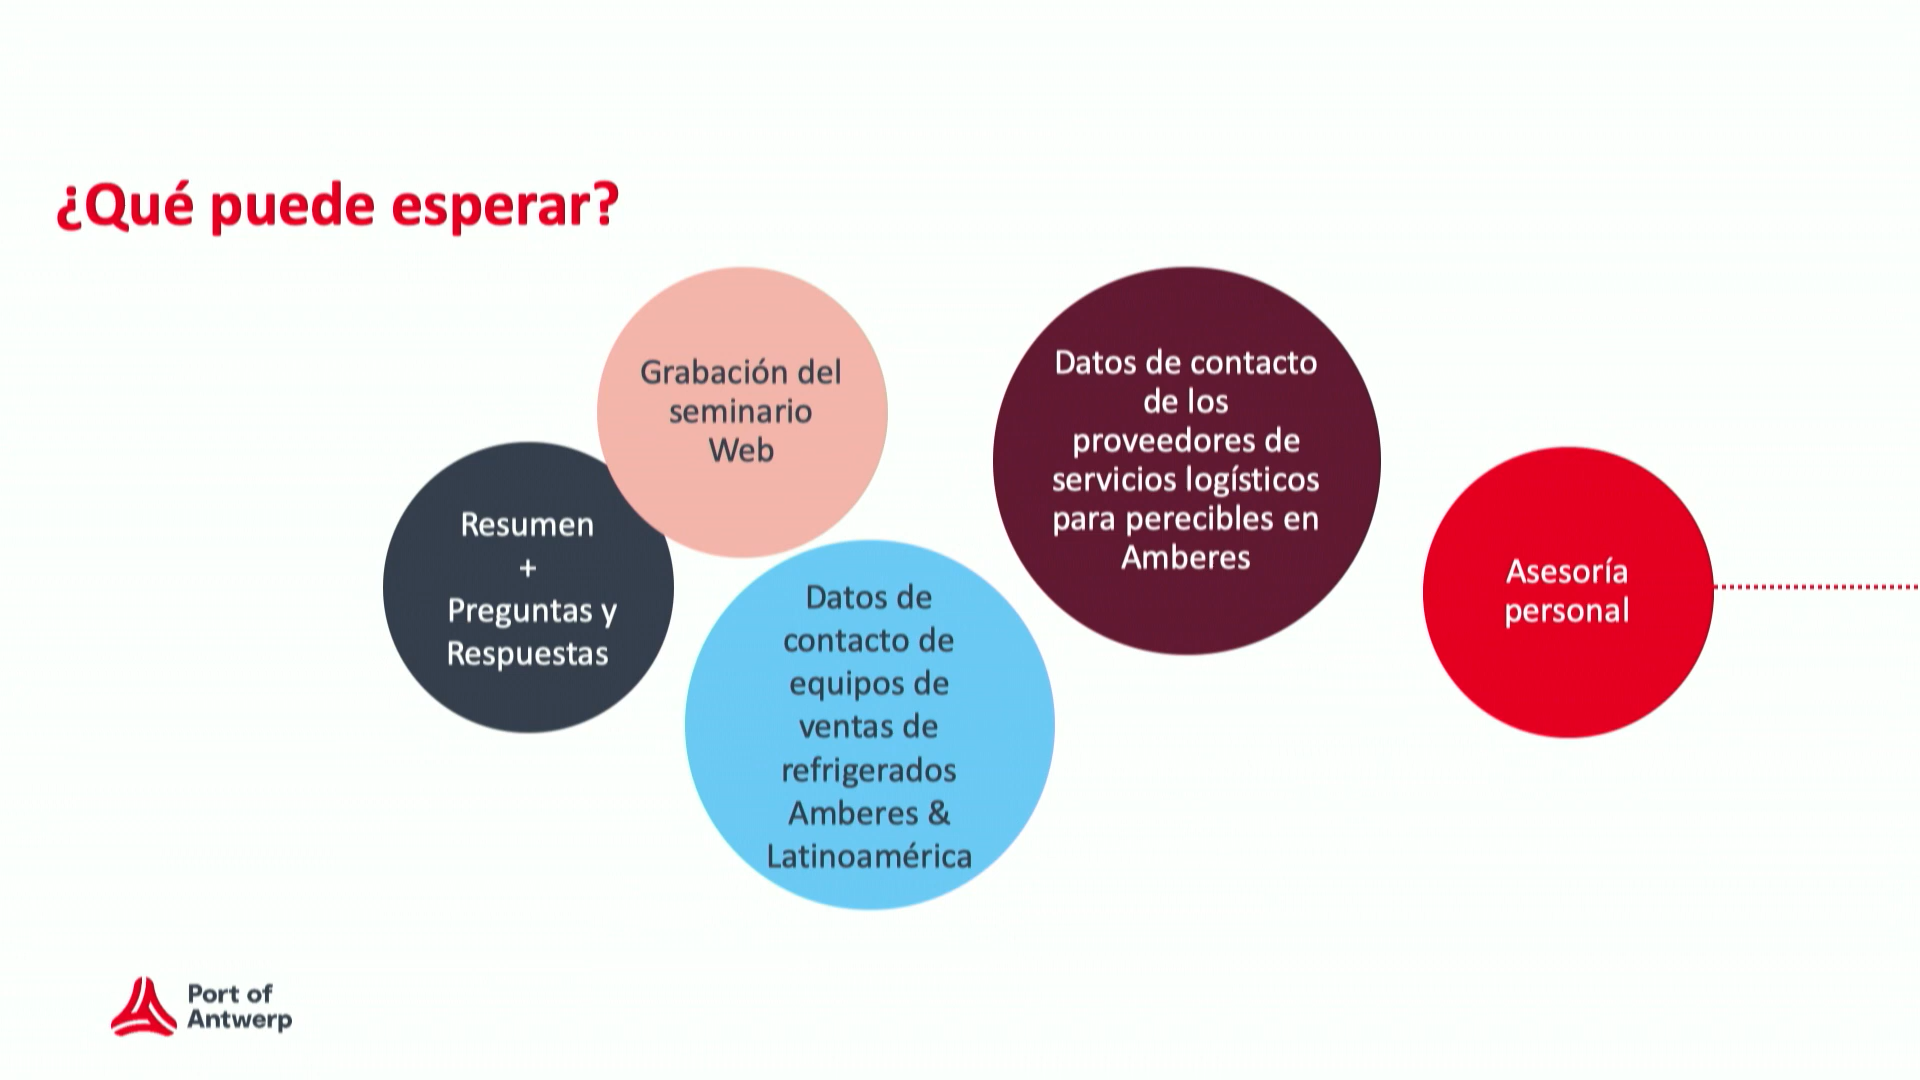 ¿Qué puede esperar?
Grabación del
seminario
Web
Resumen
+
Preguntas y
Respuestas
Datos de
contacto de
equipos de
ventas de
refrigerados
Amberes &
Latinoamérica
Datos de contacto
de los
proveedores de
servicios logísticos
para perecibles en
Amberes
Asesoría
personal
Port of
Antwerp